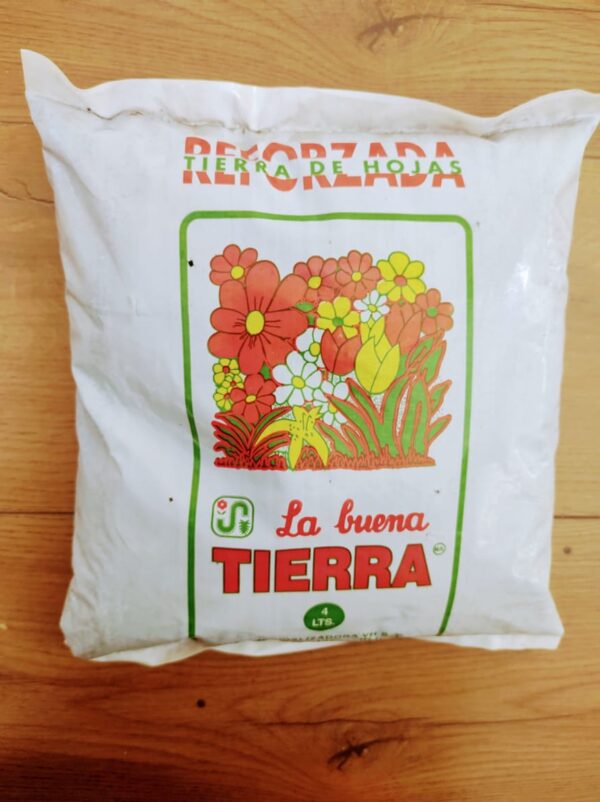 REFORZADA
TIERRA DE HOJAS
La buena
TIERRA
4
LTS.